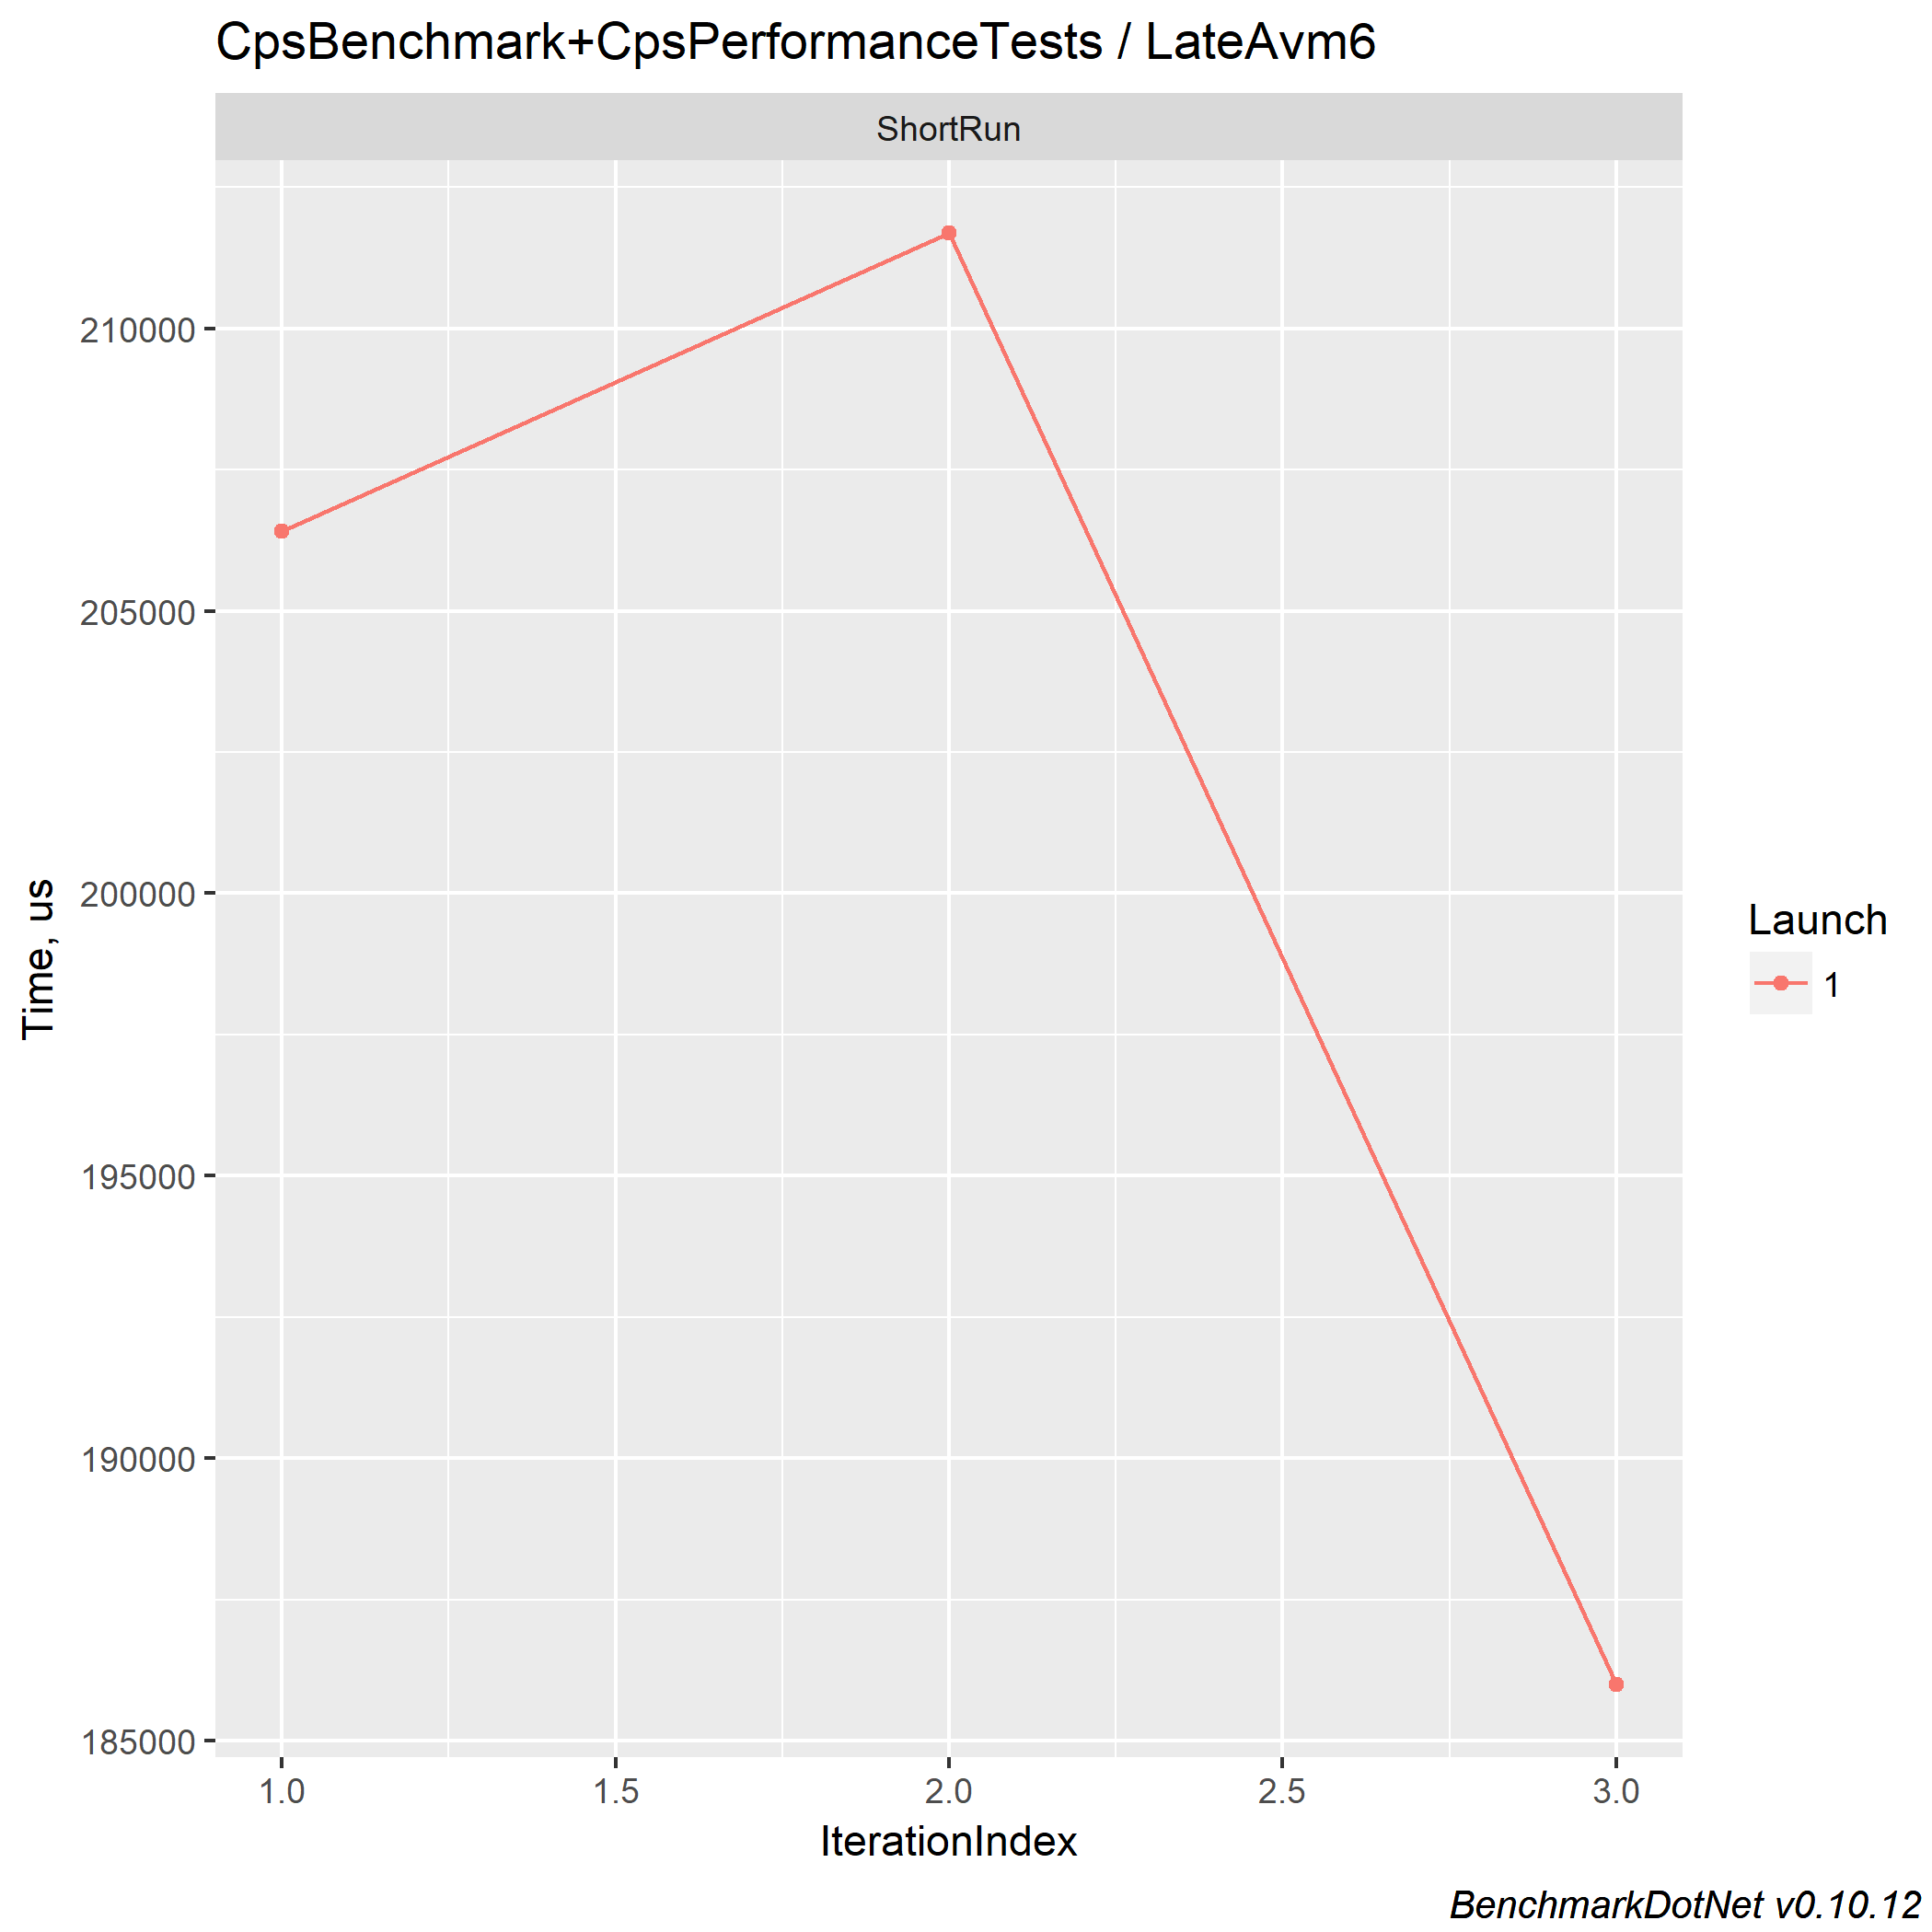 CpsBenchmark+CpsPerformanceTests / LateAvm6
ShortRun
210000
205000
200000
195000
190000
185000
Time, us
1.0 1.5 2.0 2.5 3.0
IterationIndex
Launch
1
BenchmarkDotNet v0.10.12